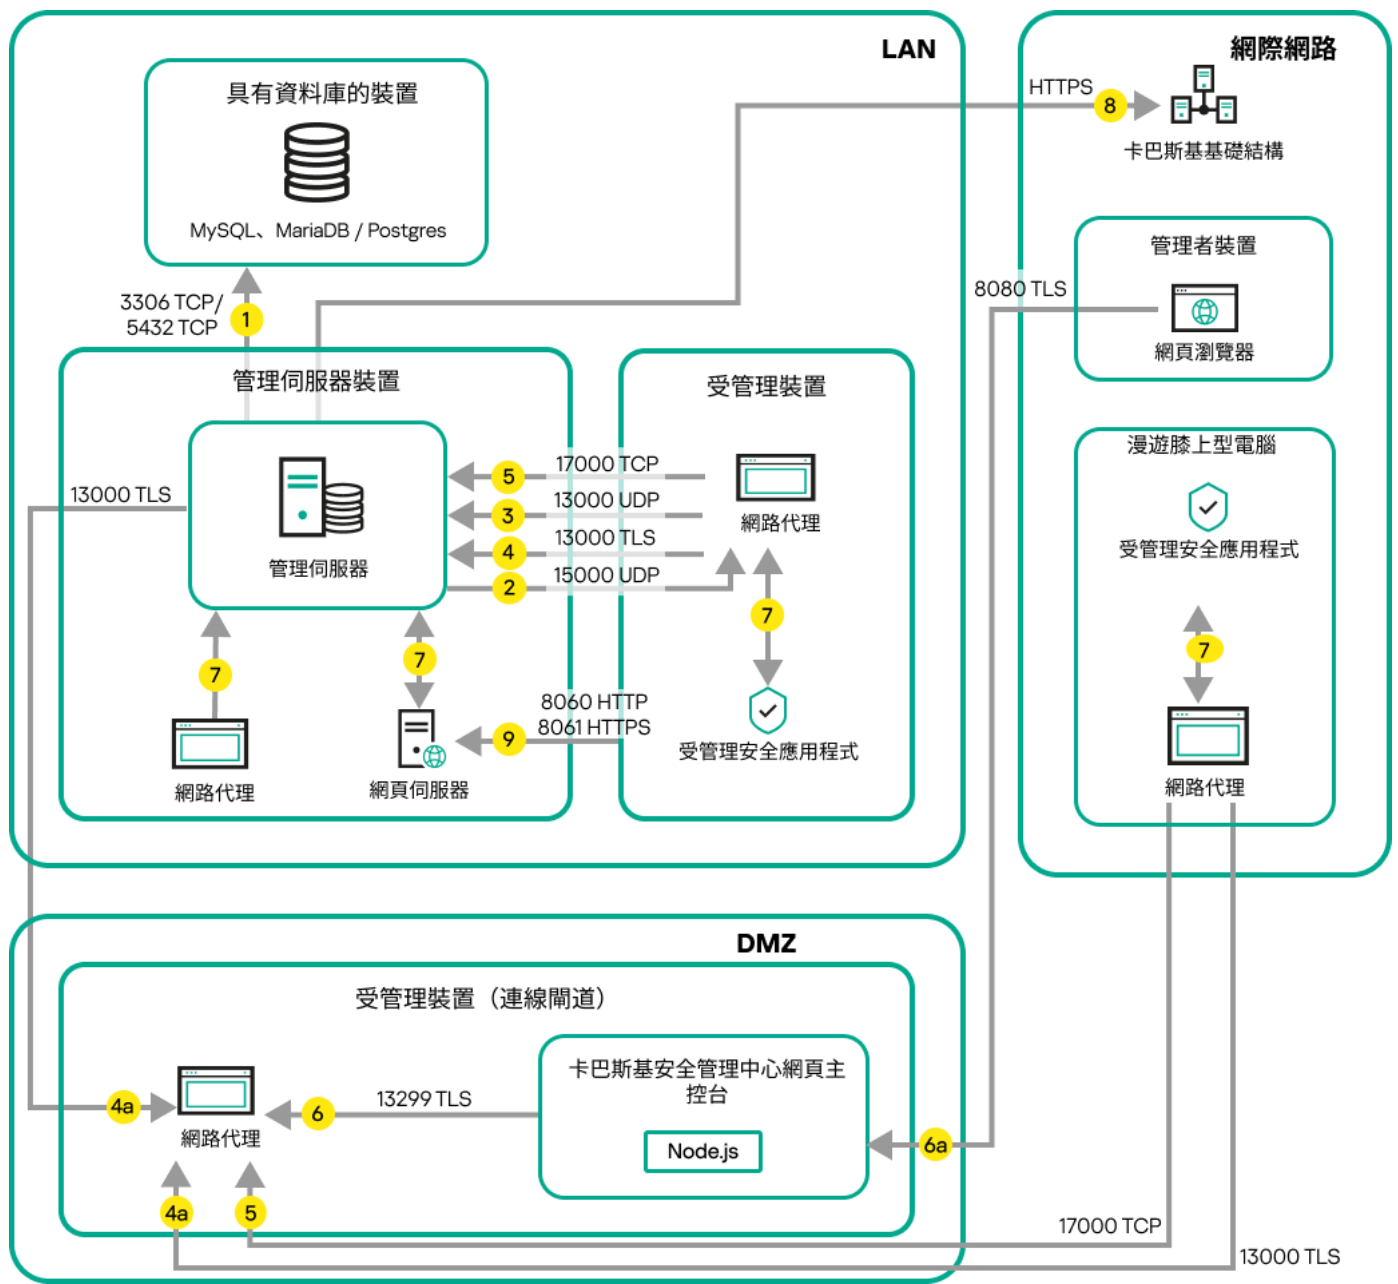 LAN
具有資料庫的裝置
MySQL、MariaDB / Postgres
3306 TCP/
5432 TCP
1
管理伺服器裝置
管理伺服器
13000 TLS
7
網路代理
7
網頁伺服器
5
17000 TCP
3
13000 UDP
4
13000 TLS
2
15000 UDP
受管理裝置
網路代理
7
受管理安全應用程式
8060 HTTP
8061 HTTPS
9
網際網路
HTTPS
8
卡巴斯基基礎結構
管理者裝置
8080 TLS
網頁瀏覽器
漫遊膝上型電腦
受管理安全應用程式
7
網路代理
DMZ
受管理裝置（連線閘道）
4a
網路代理
6
13299 TLS
卡巴斯基安全管理中心網頁主
控台
Node.js
6a
4a
5
17000 TCP
13000 TLS